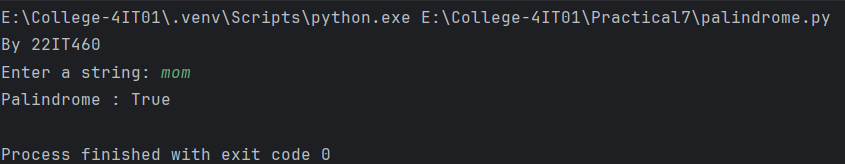 E:\College-4IT01\.venv\Scripts\python.exe E:\College-4IT01\Practical7\palindrome.py
By 22IT460
Enter a string: mom
Palindrome : True
Process finished with exit code 0